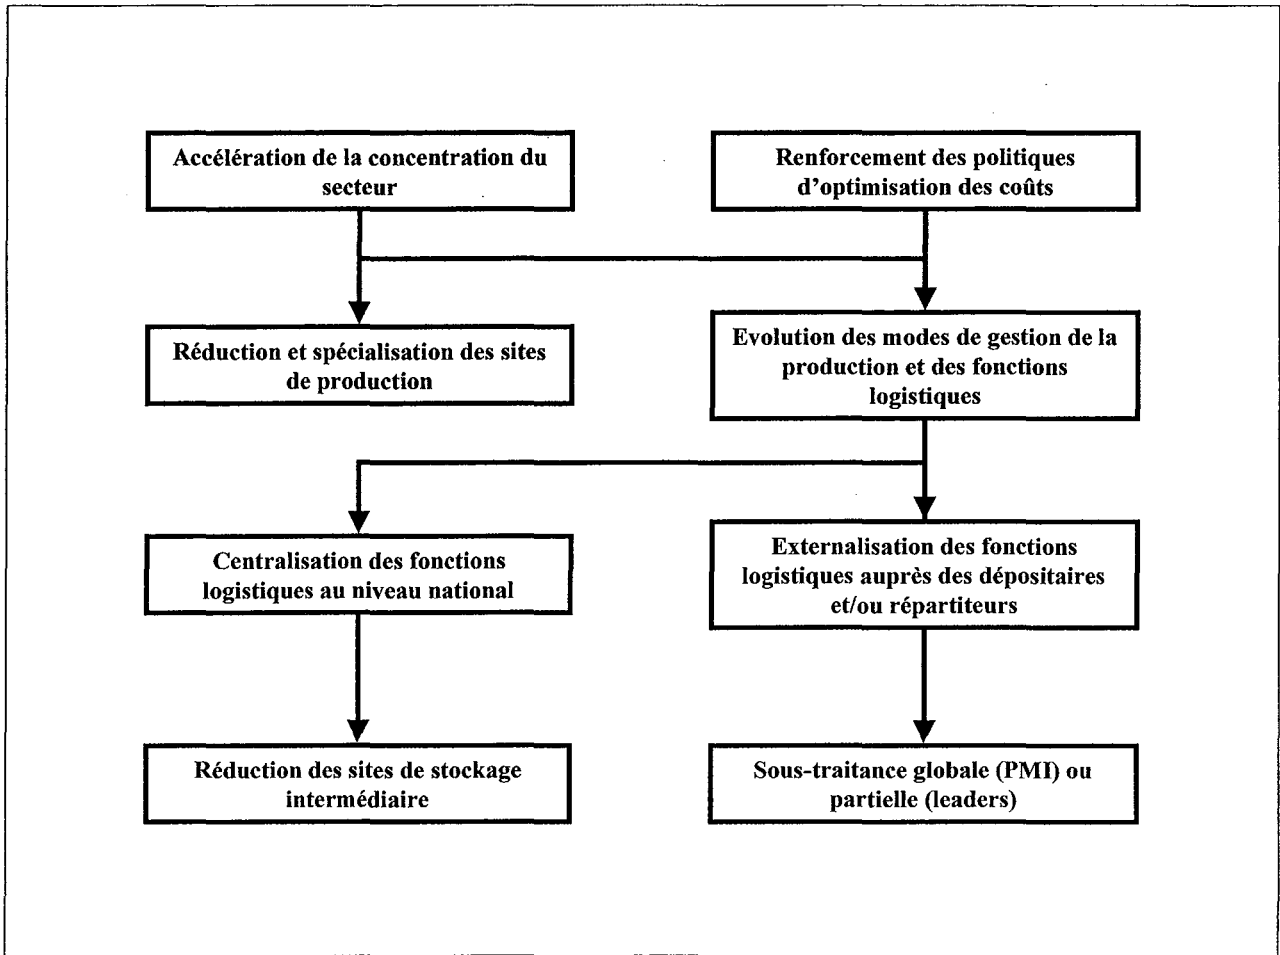 Accélération de la concentration du
secteur
Renforcement des politiques
d'optimisation des coûts
Réduction et spécialisation des sites
de production
Evolution des modes de gestion de la
production et des fonctions
logistiques
Centralisation des fonctions
logistiques au niveau national
Externalisation des fonctions
logistiques auprès des dépositaires
et/ou répartiteurs
Réduction des sites de stockage
intermédiaire
Sous-traitance globale (PMI) ou
partielle (leaders)